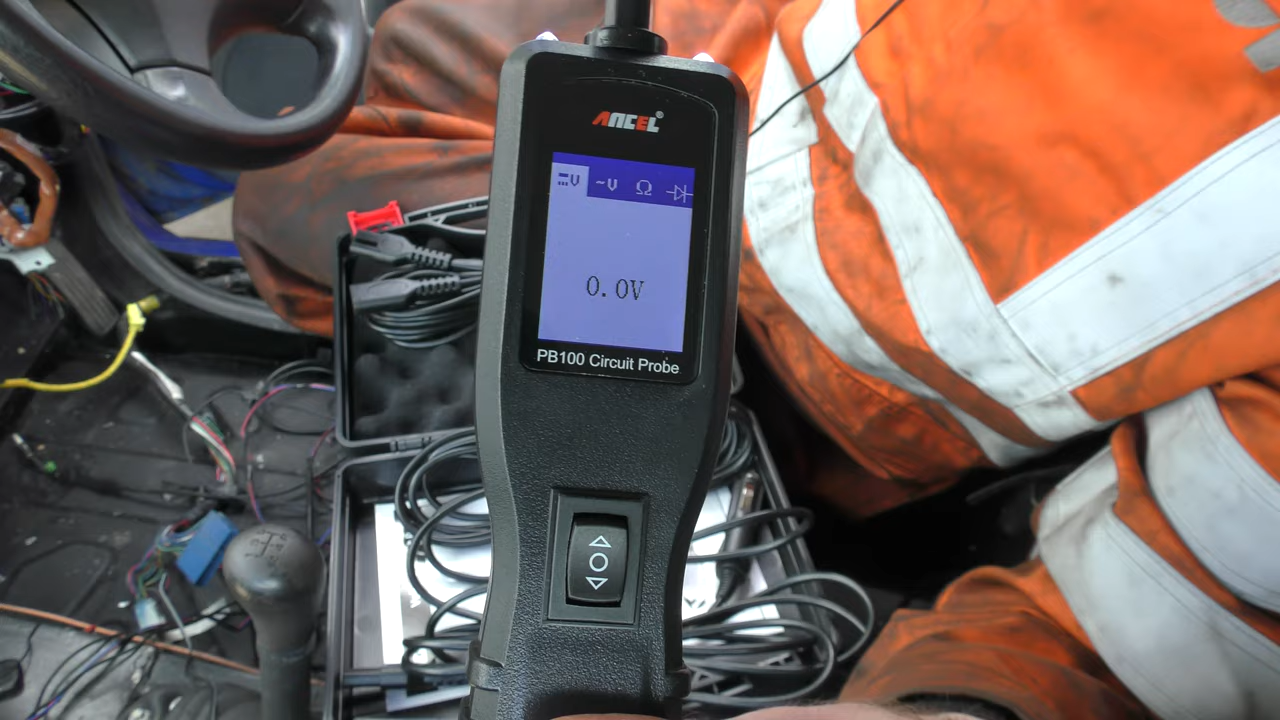 ANCEL®
⎓V ~V Ω
0.0V
PB100 Circuit Probe